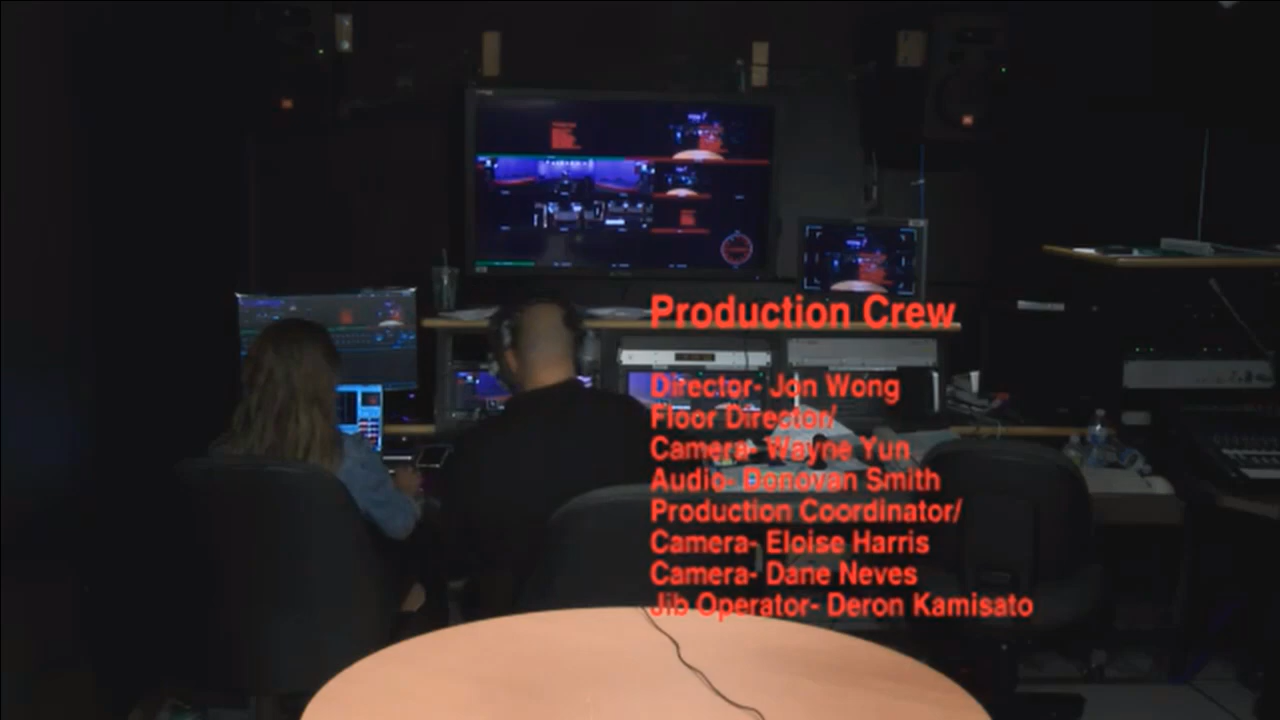 Production Crew
Director- Jon Wong
Floor Director/
Camera- Wayne Yun
Audio- Donovan Smith
Production Coordinator/
Camera- Eloise Harris
Camera- Dane Neves
Jib Operator- Deron Kamisato